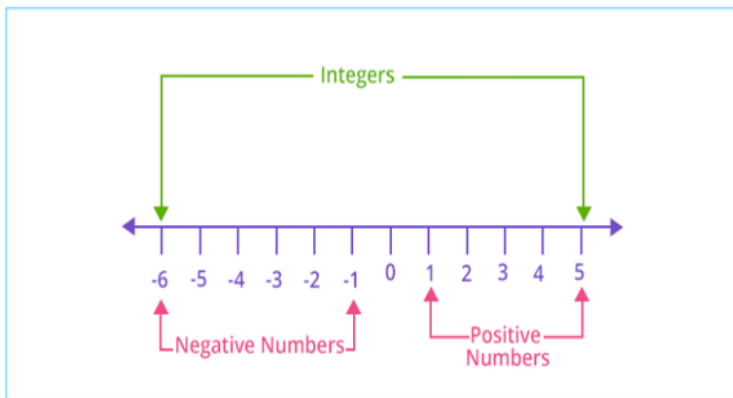 Integers
-6 -5 -4 -3 -2 -1 0 1 2 3 4 5
Negative Numbers
Positive
Numbers